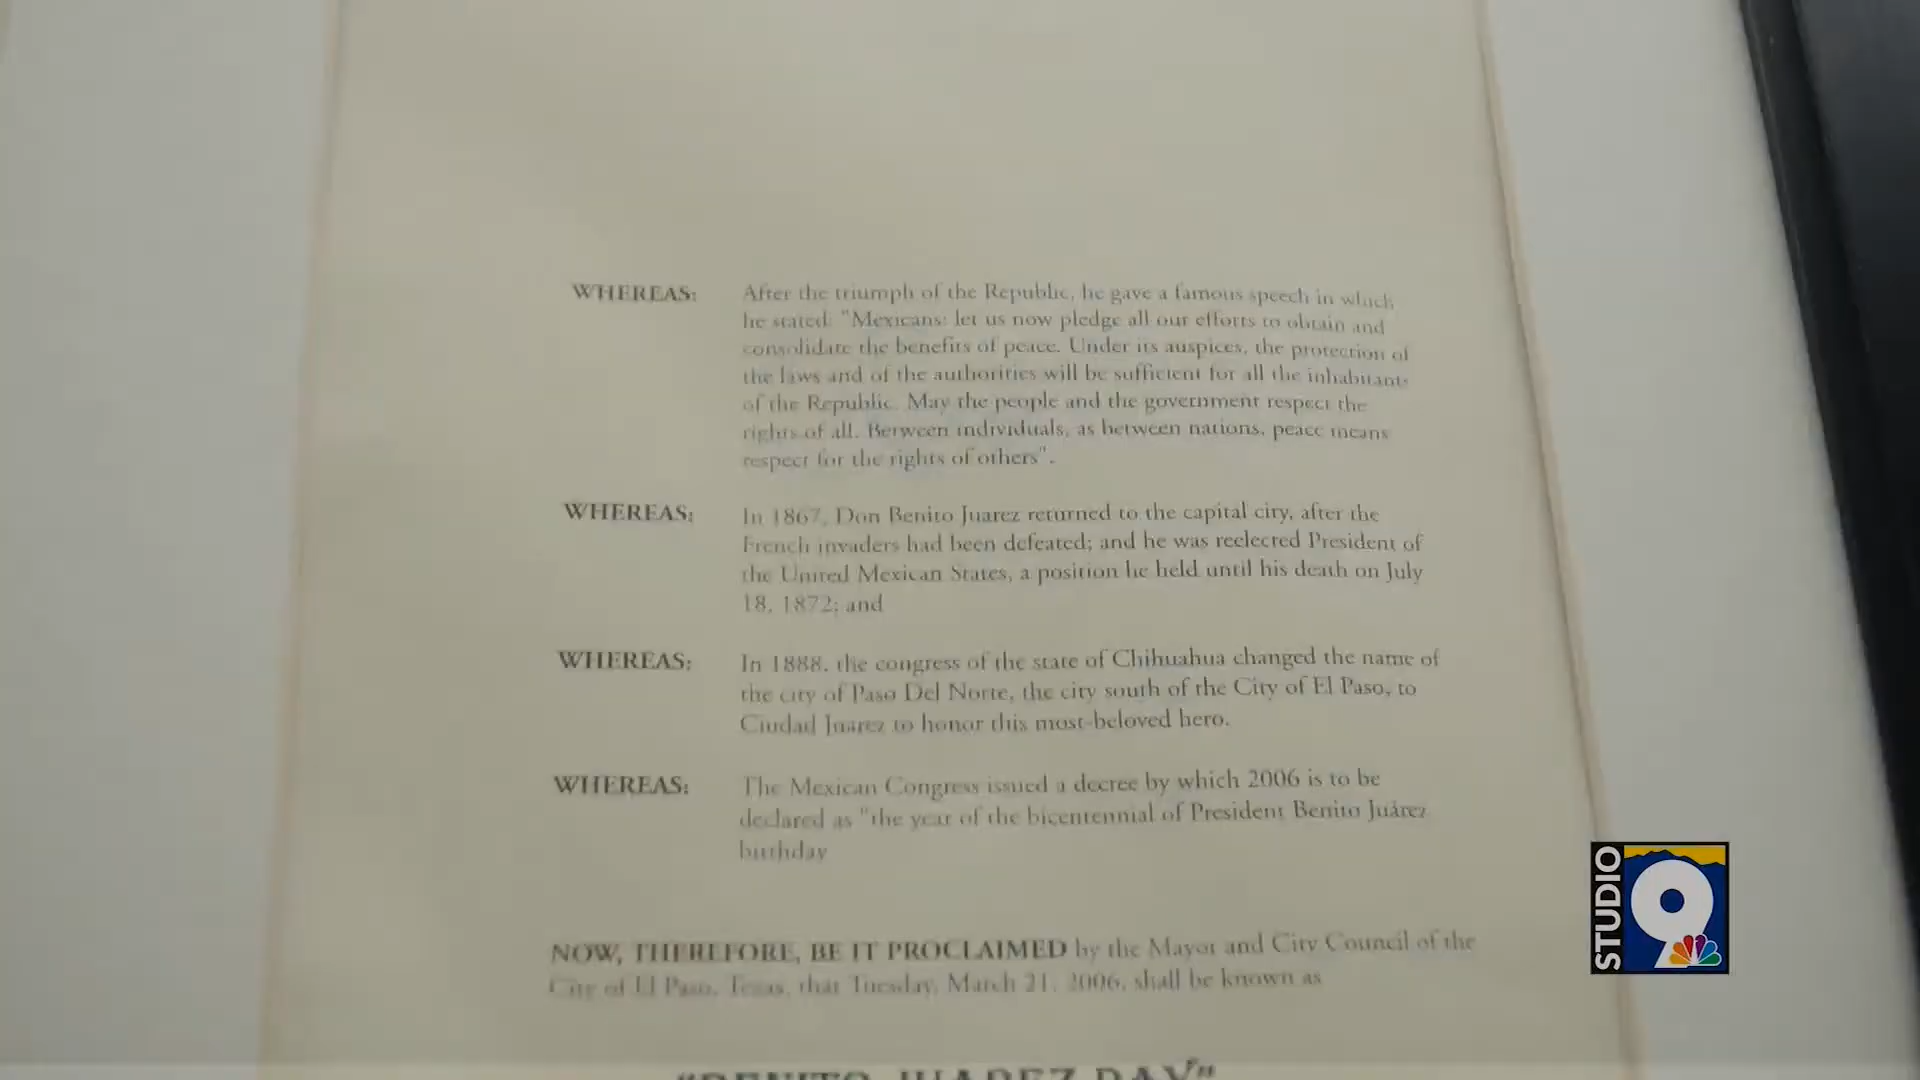 WHEREAS: After the triumph of the Republic, he gave a famous speech in which
he stated: "Mexicans: let us now pledge all our efforts to obtain and
consolidate the benefits of peace. Under its auspices, the protection of
the laws and of the authorities will be sufficient for all the inhabitants
of the Republic. May the people and the government respect the
rights of all. Between individuals, as between nations, peace means
respect for the rights of others".
WHEREAS: In 1867, Don Benito Juarez returned to the capital city, after the
French invaders had been defeated; and he was reelected President of
the United Mexican States, a position he held until his death on July
18, 1872; and
WHEREAS: In 1888, the congress of the state of Chihuahua changed the name of
the city of Paso Del Norte, the city south of the City of El Paso, to
Ciudad Juarez to honor this most-beloved hero.
WHEREAS: The Mexican Congress issued a decree by which 2006 is to be
declared as "the year of the bicentennial of President Benito Juárez
birthday
NOW, THEREFORE, BE IT PROCLAIMED by the Mayor and City Council of the
City of El Paso, Texas, that Tuesday, March 21, 2006, shall be known as
"BENITO JUAREZ DAY"
STUDIO 9